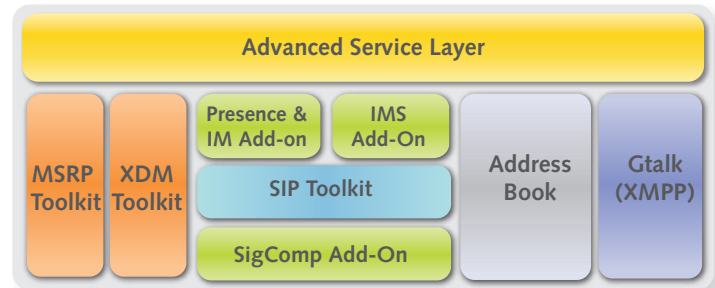 Advanced Service Layer
MSRP
Toolkit
XDM
Toolkit
Presence &
IM Add-on
IMS
Add-On
SIP Toolkit
SigComp Add-On
Address
Book
Gtalk
(XMPP)